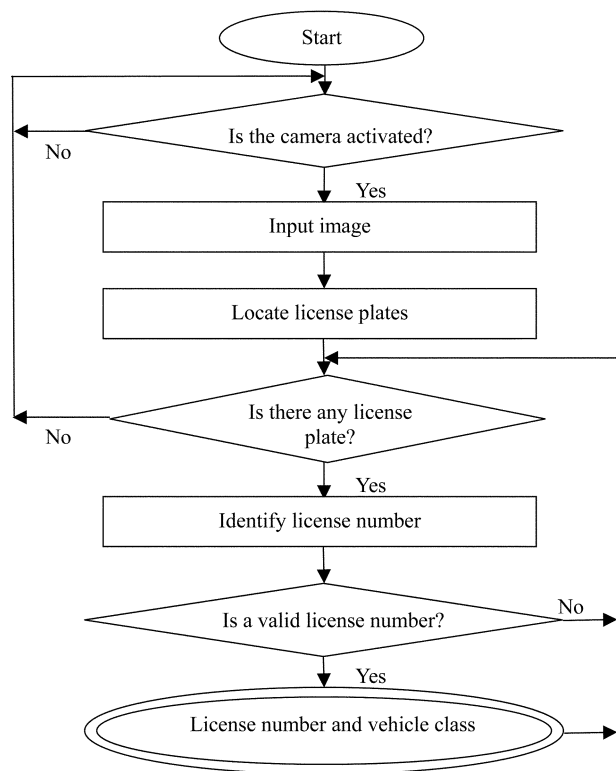 Start
Is the camera activated?
No
Yes
Input image
Locate license plates
Is there any license
plate?
No
Yes
Identify license number
Is a valid license number?
No
Yes
License number and vehicle class